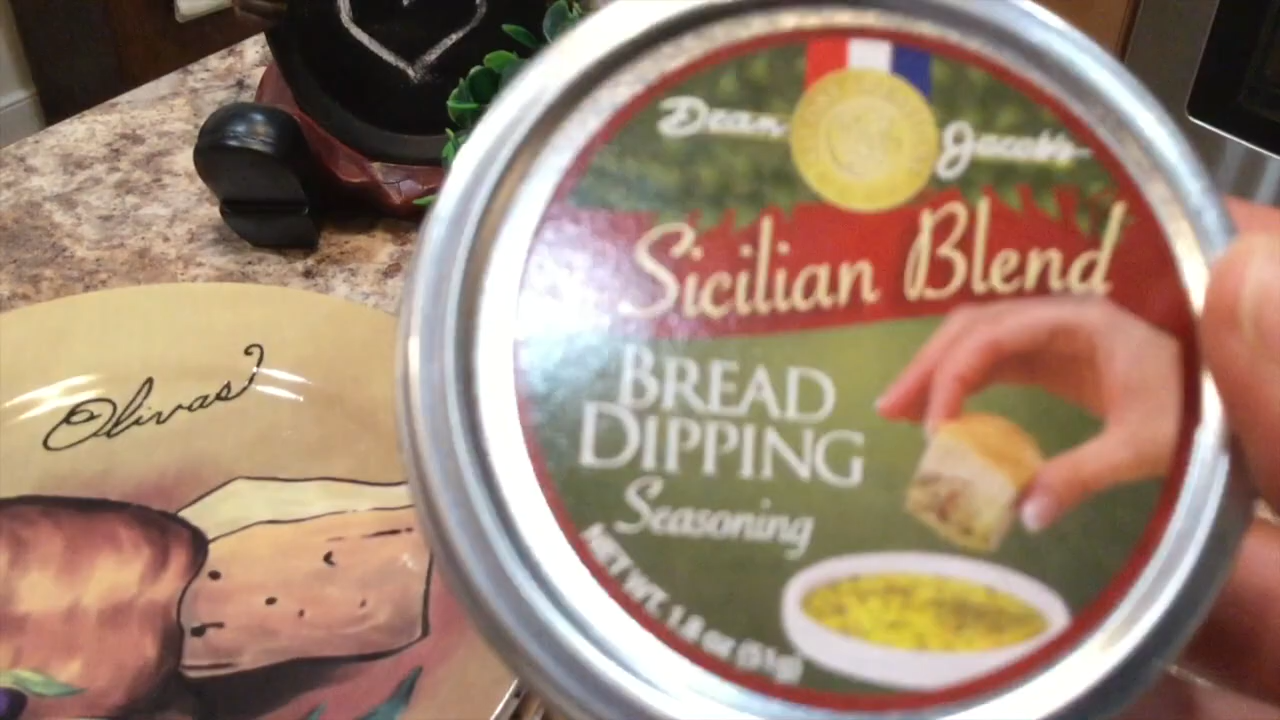 Dean Jacob's
Sicilian Blend
BREAD
DIPPING
Seasoning
NET WT. 1.8 oz (51g)
Olivas